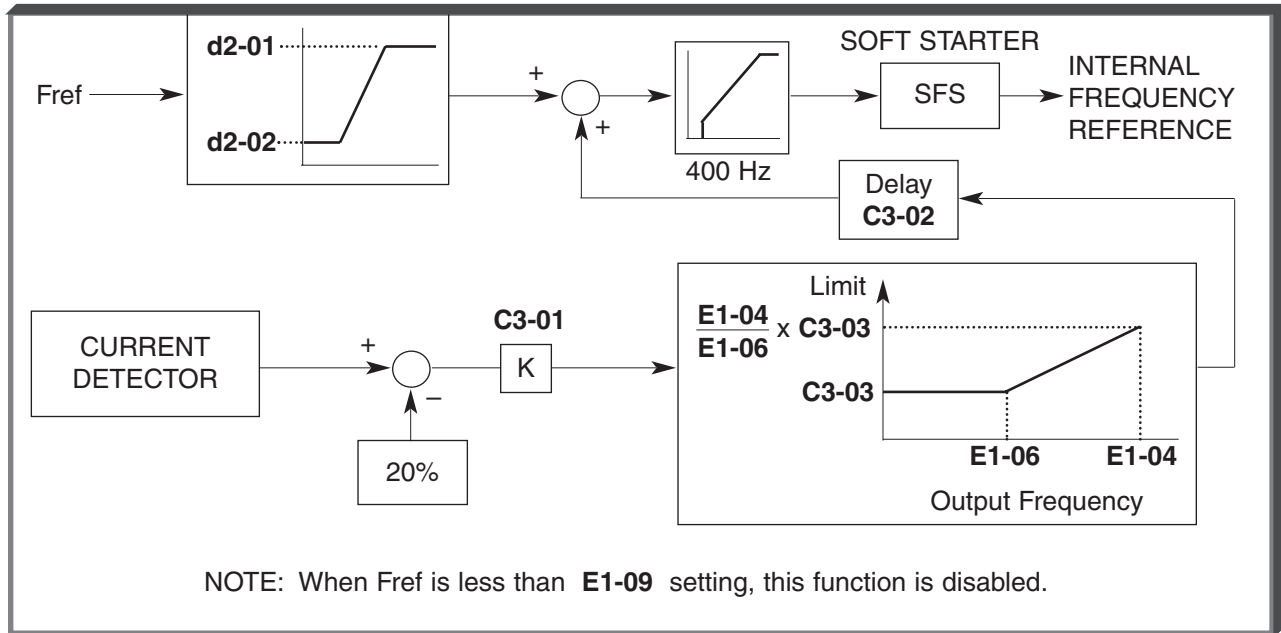 d2-01
Fref
d2-02
+
+
400 Hz
SOFT STARTER
SFS
INTERNAL
FREQUENCY
REFERENCE
Delay
C3-02
CURRENT
DETECTOR
+
−
20%
C3-01
K
Limit
E1-04
E1-06
x C3-03
C3-03
E1-06
E1-04
Output Frequency
NOTE: When Fref is less than E1-09 setting, this function is disabled.